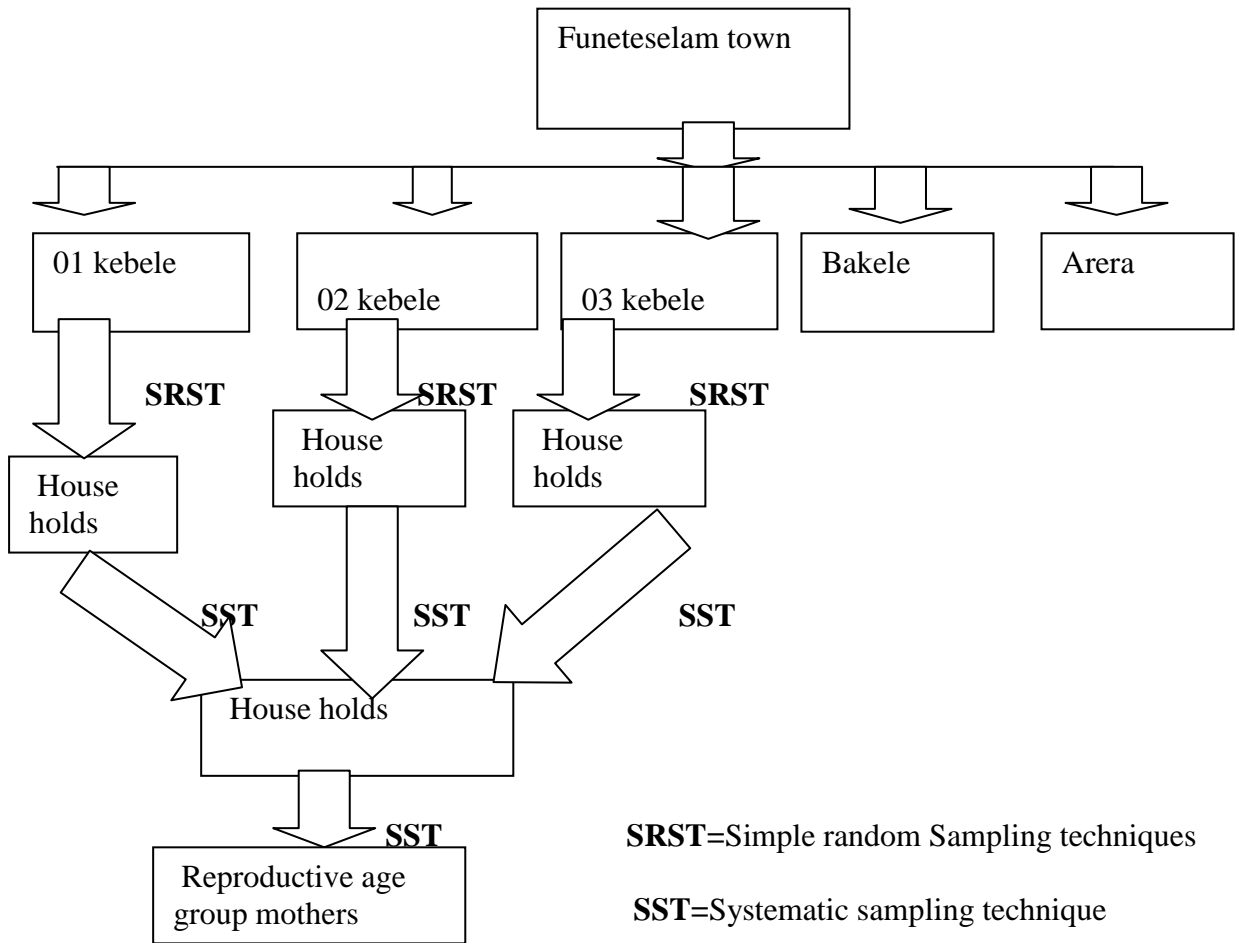 Funeteselam town
01 kebele
02 kebele
03 kebele
Bakele
Arera
SRST
SRST
SRST
House
holds
House
holds
House
holds
SST
SST
SST
House holds
SST
Reproductive age
group mothers
SRST=Simple random Sampling techniques
SST=Systematic sampling technique